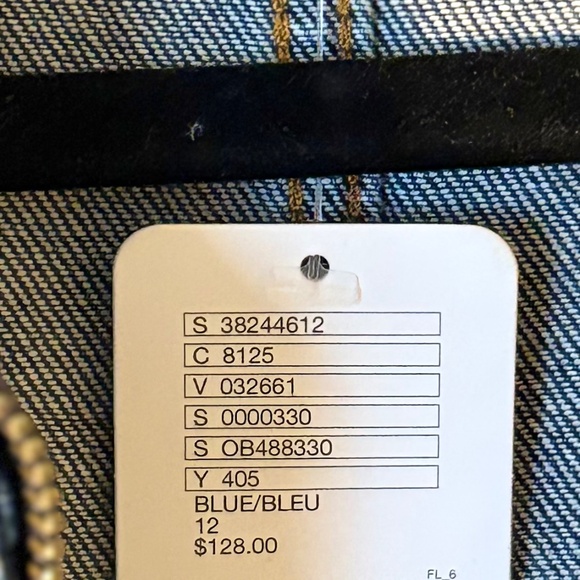 S 38244612
C 8125
V 032661
S 0000330
S OB488330
Y 405
BLUE/BLEU
12
$128.00
FL_6